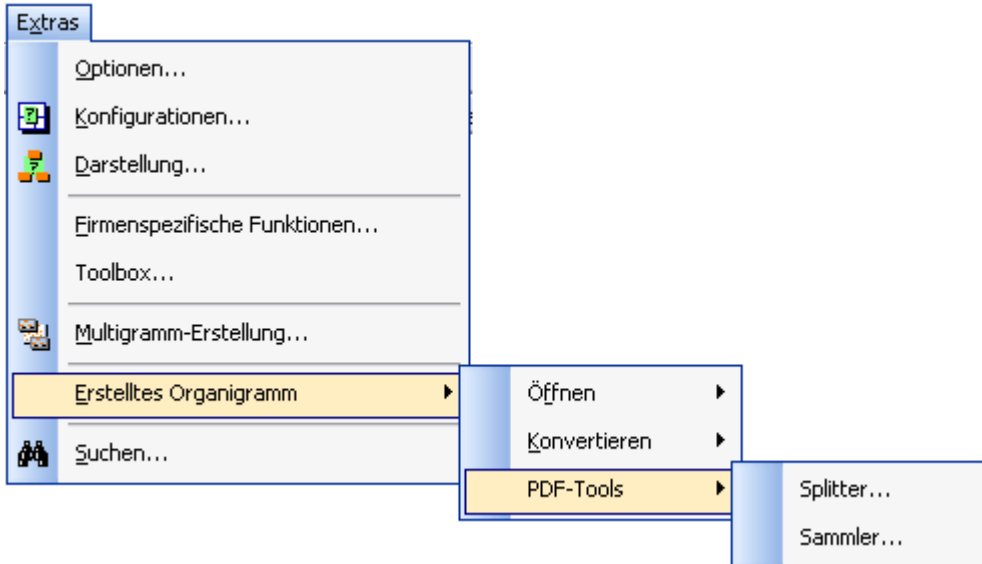 Extras
Optionen...
Konfigurationen...
Darstellung...
Firmenspezifische Funktionen...
Toolbox...
Multigramm-Erstellung...
Erstelltes Organigramm
Suchen...
Öffnen
Konvertieren
PDF-Tools
Splitter...
Sammler...